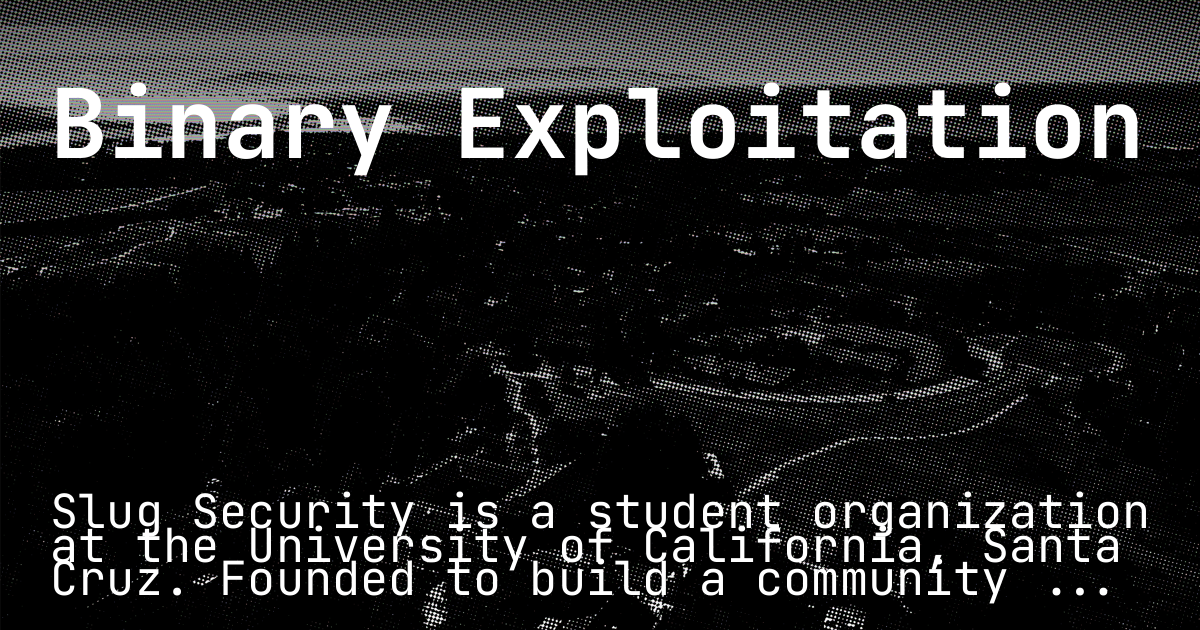 Binary Exploitation
Slug Security is a student organization
at the University of California, Santa
Cruz. Founded to build a community ...